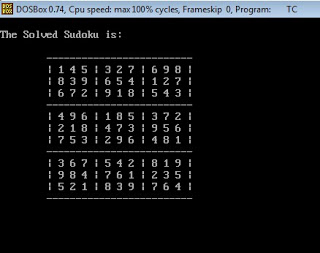 DOSBox 0.74, Cpu speed: max 100% cycles, Frameskip 0, Program: TC
The Solved Sudoku is:
-------------------------
| 1 4 5 | 3 2 7 | 6 9 8 |
| 8 3 9 | 6 5 4 | 1 2 7 |
| 6 7 2 | 9 1 8 | 5 4 3 |
-------------------------
| 4 9 6 | 1 8 5 | 3 7 2 |
| 2 1 8 | 4 7 3 | 9 5 6 |
| 7 5 3 | 2 9 6 | 4 8 1 |
-------------------------
| 3 6 7 | 5 4 2 | 8 1 9 |
| 9 8 4 | 7 6 1 | 2 3 5 |
| 5 2 1 | 8 3 9 | 7 6 4 |
-------------------------